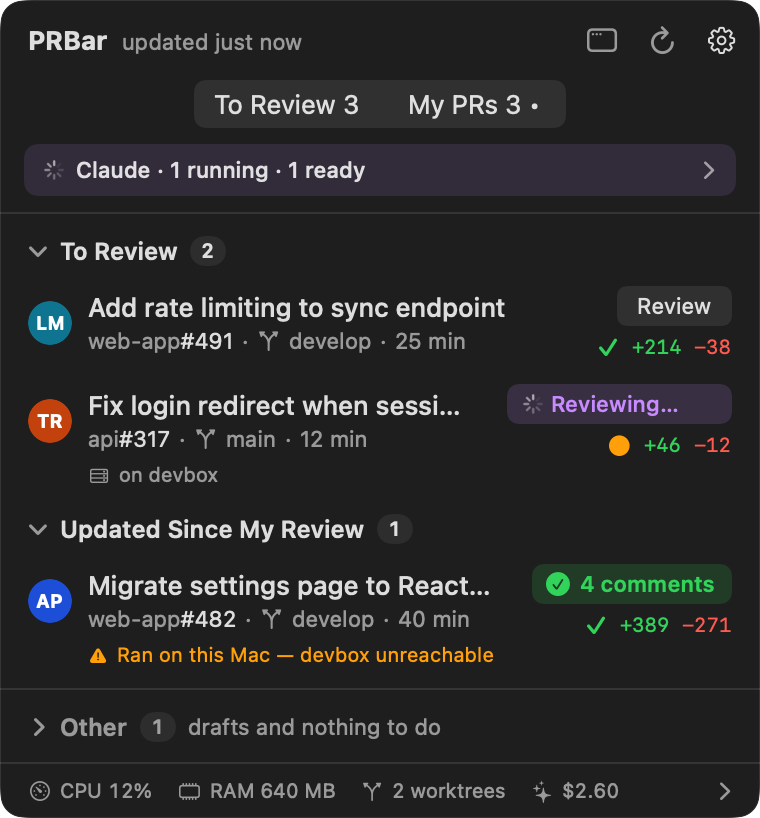 PRBar updated just now
To Review 3 My PRs 3 •
Claude · 1 running · 1 ready
To Review 2
LM Add rate limiting to sync endpoint Review
web-app#491 · develop · 25 min +214 −38
TR Fix login redirect when sessi... Reviewing...
api#317 · main · 12 min +46 −12
on devbox
Updated Since My Review 1
AP Migrate settings page to React... 4 comments
web-app#482 · develop · 40 min +389 −271
Ran on this Mac — devbox unreachable
Other 1 drafts and nothing to do
CPU 12% RAM 640 MB 2 worktrees $2.60